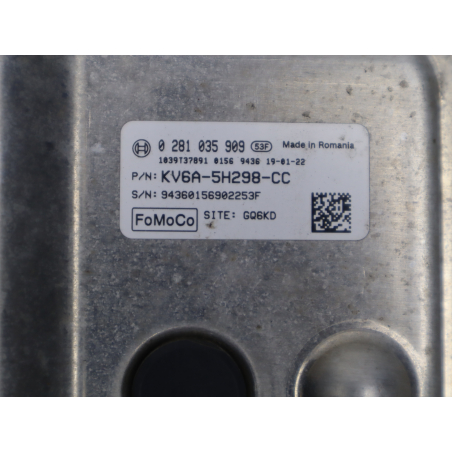 0 281 035 909 53F Made in Romania
1039T37891 0156 9436 19-01-22
P/N: KV6A-5H298-CC
S/N: 94360156902253F
FoMoCo SITE: GQ6KD